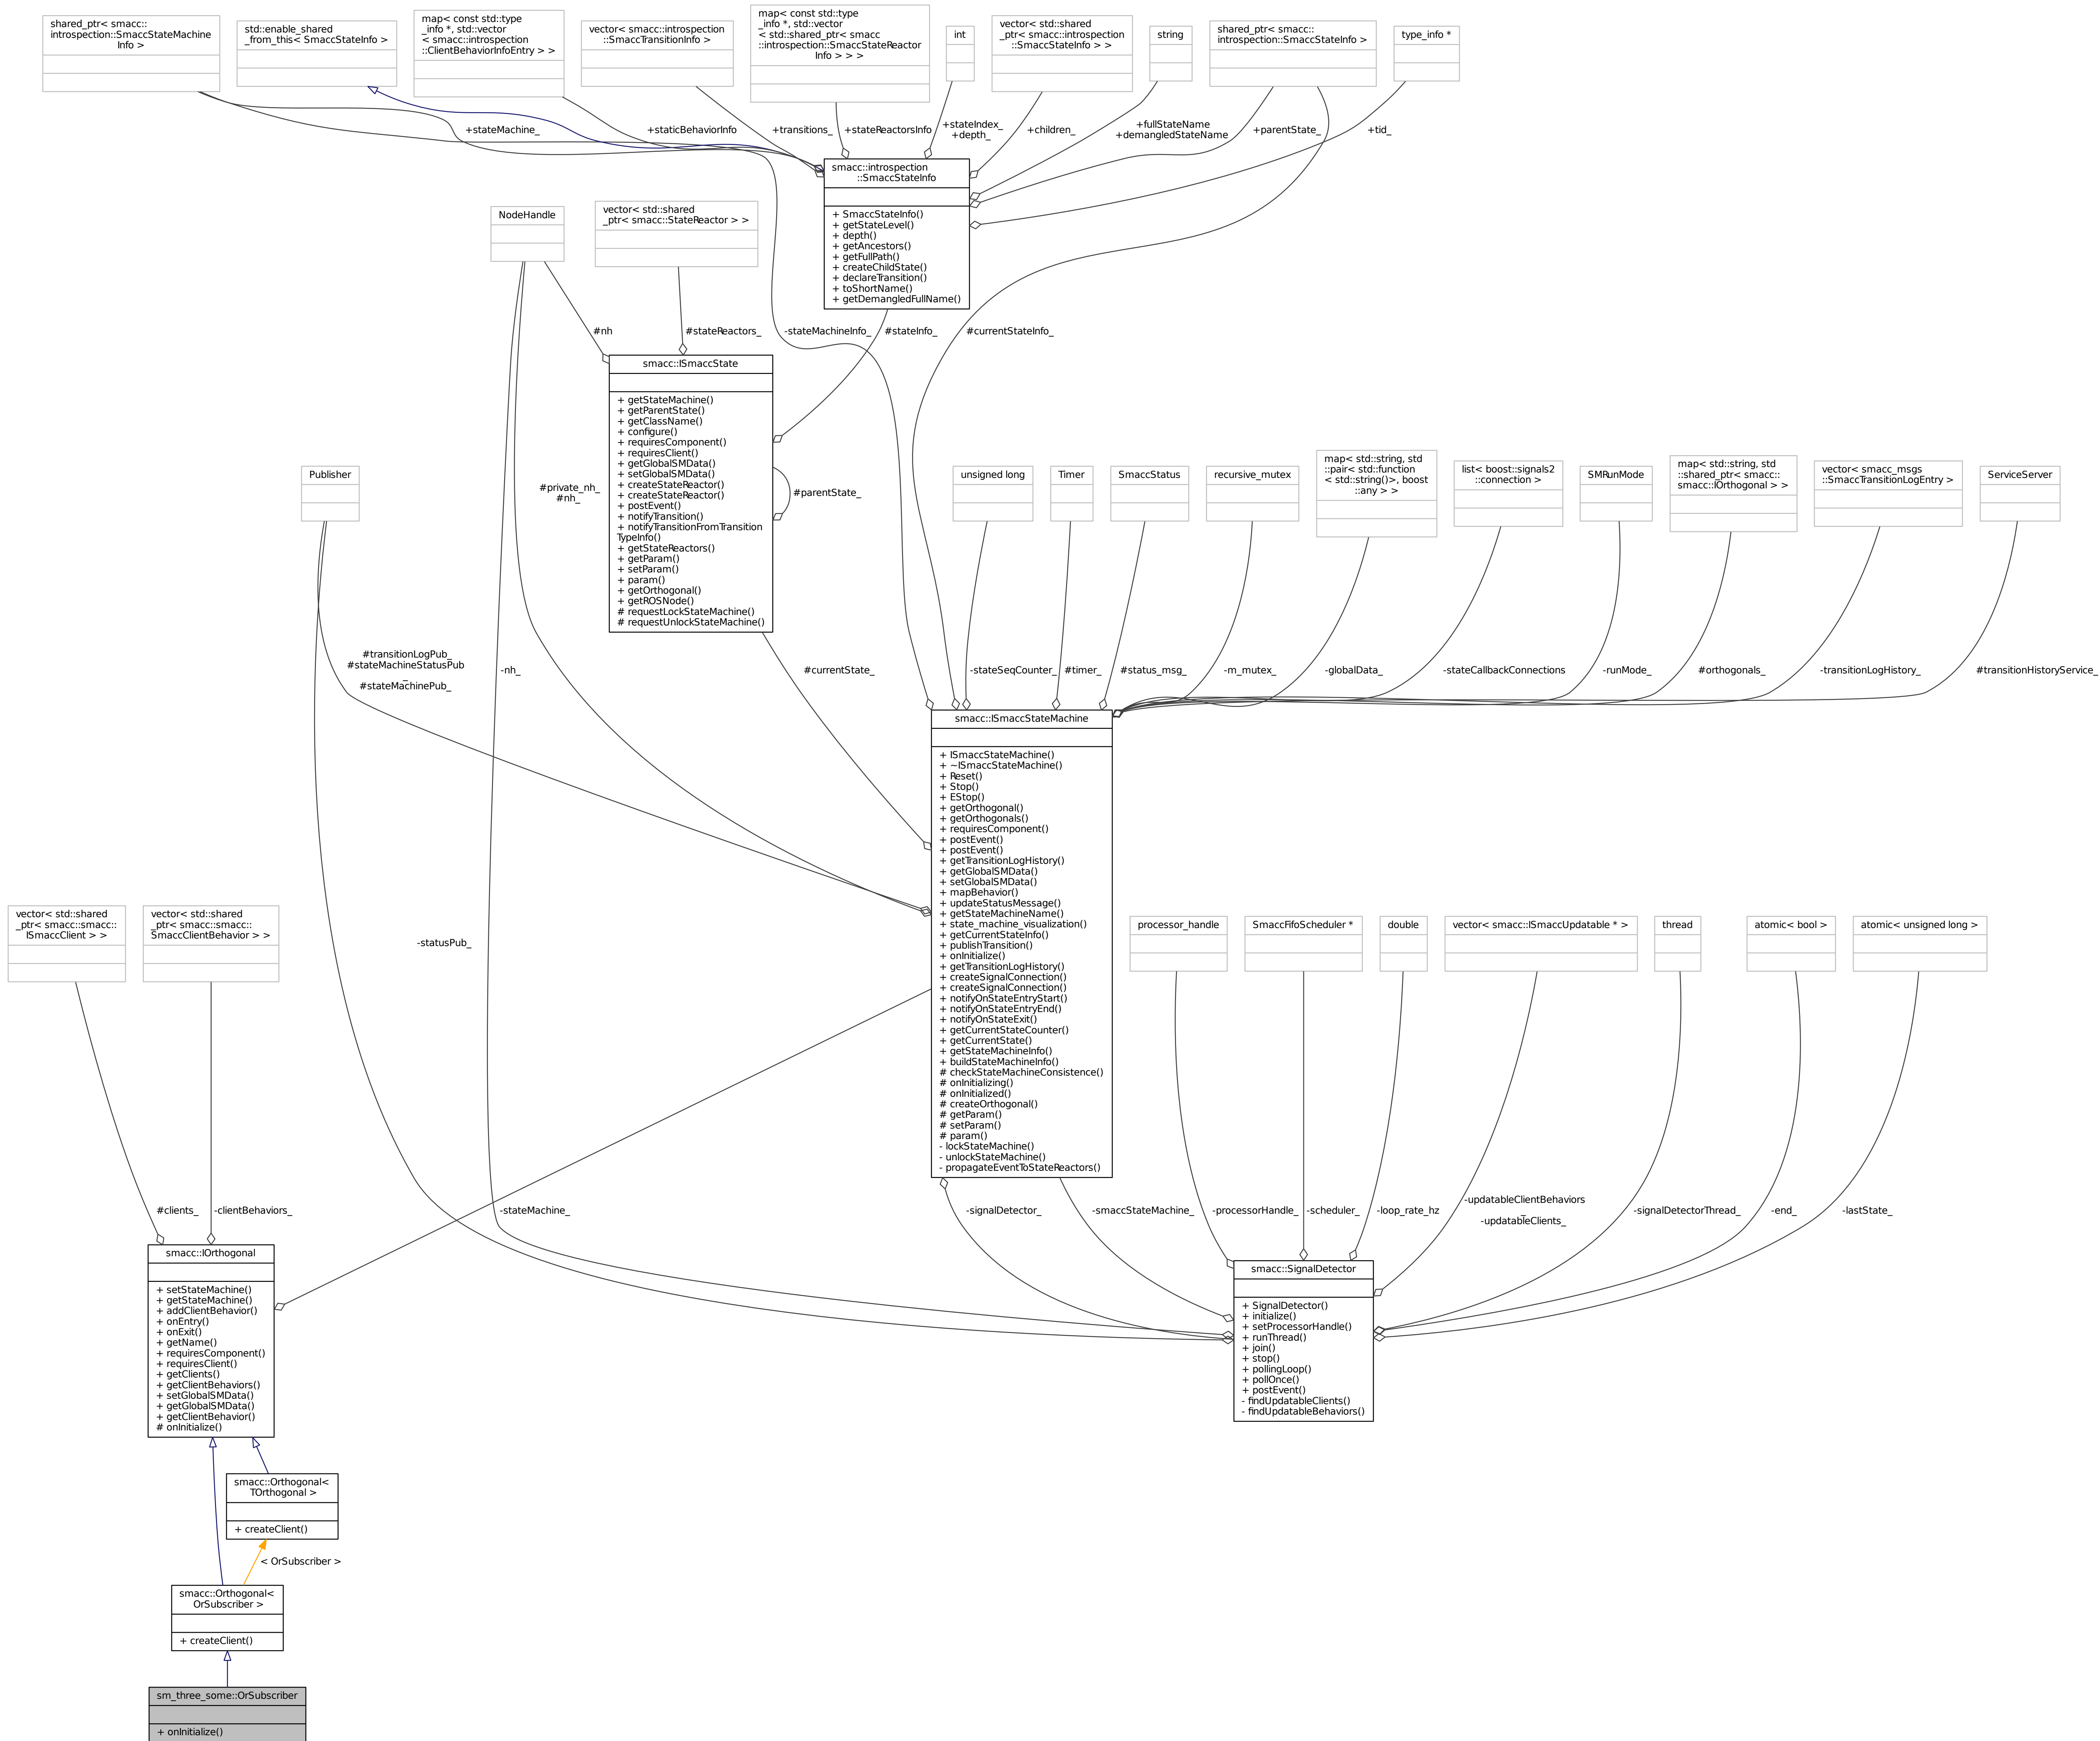 shared_ptr< smacc::
introspection::SmaccStateMachine
Info >
std::enable_shared
_from_this< SmaccStateInfo >
map< const std::type
_info *, std::vector
< smacc::introspection
::ClientBehaviorInfoEntry > >
vector< smacc::introspection
::SmaccTransitionInfo >
map< const std::type
_info *, std::vector
< std::shared_ptr< smacc
::introspection::SmaccStateReactor
Info > > >
int
vector< std::shared
_ptr< smacc::introspection
::SmaccStateInfo > >
string
shared_ptr< smacc::
introspection::SmaccStateInfo >
type_info *
+stateMachine_
+staticBehaviorInfo
+transitions_
+stateReactorsInfo
+stateIndex_
+depth_
+children_
+fullStateName
+demangledStateName
+parentState_
+tid_
smacc::introspection
::SmaccStateInfo
+ SmaccStateInfo()
+ getStateLevel()
+ depth()
+ getAncestors()
+ getFullPath()
+ createChildState()
+ declareTransition()
+ toShortName()
+ getDemangledFullName()
NodeHandle
vector< std::shared
_ptr< smacc::StateReactor > >
#nh
#stateReactors_
-stateMachineInfo_
#stateInfo_
#currentStateInfo_
smacc::ISmaccState
+ getStateMachine()
+ getParentState()
+ getClassName()
+ configure()
+ requiresComponent()
+ requiresClient()
+ getGlobalSMData()
+ setGlobalSMData()
+ createStateReactor()
+ createStateReactor()
+ postEvent()
+ notifyTransition()
+ notifyTransitionFromTransition
TypeInfo()
+ getStateReactors()
+ getParam()
+ setParam()
+ param()
+ getOrthogonal()
+ getROSNode()
# requestLockStateMachine()
# requestUnlockStateMachine()
#parentState_
#private_nh_
#nh_
Publisher
unsigned long
Timer
SmaccStatus
recursive_mutex
map< std::string, std
::pair< std::function
< std::string()>, boost
::any > >
list< boost::signals2
::connection >
SMRunMode
map< std::string, std
::shared_ptr< smacc::
smacc::IOrthogonal > >
vector< smacc_msgs
::SmaccTransitionLogEntry >
ServiceServer
#transitionLogPub_
#stateMachineStatusPub
_
#stateMachinePub_
-nh_
#currentState_
-stateSeqCounter_
#timer_
#status_msg_
-m_mutex_
-globalData_
-stateCallbackConnections
-runMode_
#orthogonals_
-transitionLogHistory_
#transitionHistoryService_
smacc::ISmaccStateMachine
+ ISmaccStateMachine()
+ ~ISmaccStateMachine()
+ Reset()
+ Stop()
+ EStop()
+ getOrthogonal()
+ getOrthogonals()
+ requiresComponent()
+ postEvent()
+ postEvent()
+ getTransitionLogHistory()
+ getGlobalSMData()
+ setGlobalSMData()
+ mapBehavior()
+ updateStatusMessage()
+ getStateMachineName()
+ state_machine_visualization()
+ getCurrentStateInfo()
+ publishTransition()
+ onInitialize()
+ getTransitionLogHistory()
+ createSignalConnection()
+ createSignalConnection()
+ notifyOnStateEntryStart()
+ notifyOnStateEntryEnd()
+ notifyOnStateExit()
+ getCurrentStateCounter()
+ getCurrentState()
+ getStateMachineInfo()
+ buildStateMachineInfo()
# checkStateMachineConsistence()
# onInitializing()
# onInitialized()
# createOrthogonal()
# getParam()
# setParam()
# param()
- lockStateMachine()
- unlockStateMachine()
- propagateEventToStateReactors()
vector< std::shared
_ptr< smacc::smacc::
ISmaccClient > >
vector< std::shared
_ptr< smacc::smacc::
SmaccClientBehavior > >
-statusPub_
processor_handle
SmaccFifoScheduler *
double
vector< smacc::ISmaccUpdatable * >
thread
atomic< bool >
atomic< unsigned long >
#clients_
-clientBehaviors_
-stateMachine_
-signalDetector_
-smaccStateMachine_
-processorHandle_
-scheduler_
-loop_rate_hz
-updatableClientBehaviors
_
-updatableClients_
-signalDetectorThread_
-end_
-lastState_
smacc::IOrthogonal
+ setStateMachine()
+ getStateMachine()
+ addClientBehavior()
+ onEntry()
+ onExit()
+ getName()
+ requiresComponent()
+ requiresClient()
+ getClients()
+ getClientBehaviors()
+ setGlobalSMData()
+ getGlobalSMData()
+ getClientBehavior()
# onInitialize()
smacc::SignalDetector
+ SignalDetector()
+ initialize()
+ setProcessorHandle()
+ runThread()
+ join()
+ stop()
+ pollingLoop()
+ pollOnce()
+ postEvent()
- findUpdatableClients()
- findUpdatableBehaviors()
smacc::Orthogonal<
TOrthogonal >
+ createClient()
< OrSubscriber >
smacc::Orthogonal<
OrSubscriber >
+ createClient()
sm_three_some::OrSubscriber
+ onInitialize()